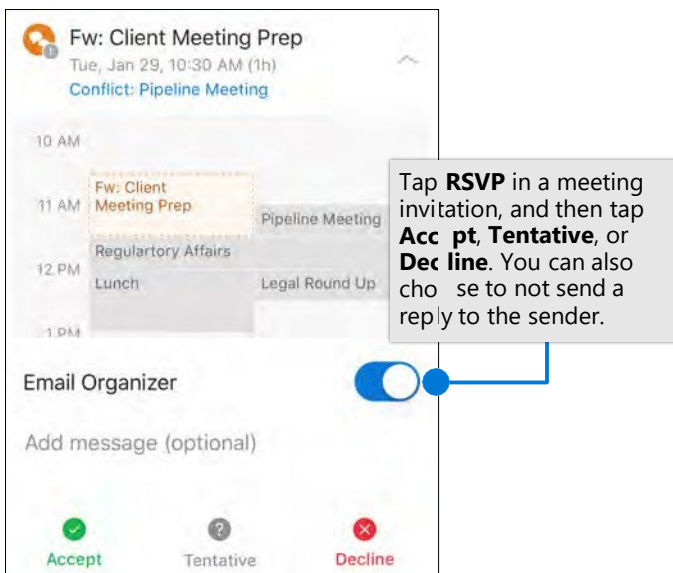 Fw: Client Meeting Prep
Tue, Jan 29, 10:30 AM (1h)
Conflict: Pipeline Meeting
10 AM
Fw: Client
11 AM Meeting Prep
Pipeline Meeting
Regulartory Affairs
12 PM
Lunch
Legal Round Up
1 PM
Tap RSVP in a meeting
invitation, and then tap
Acc pt, Tentative, or
Dec line. You can also
cho se to not send a
reply to the sender.
Email Organizer
Add message (optional)
Accept Tentative Decline